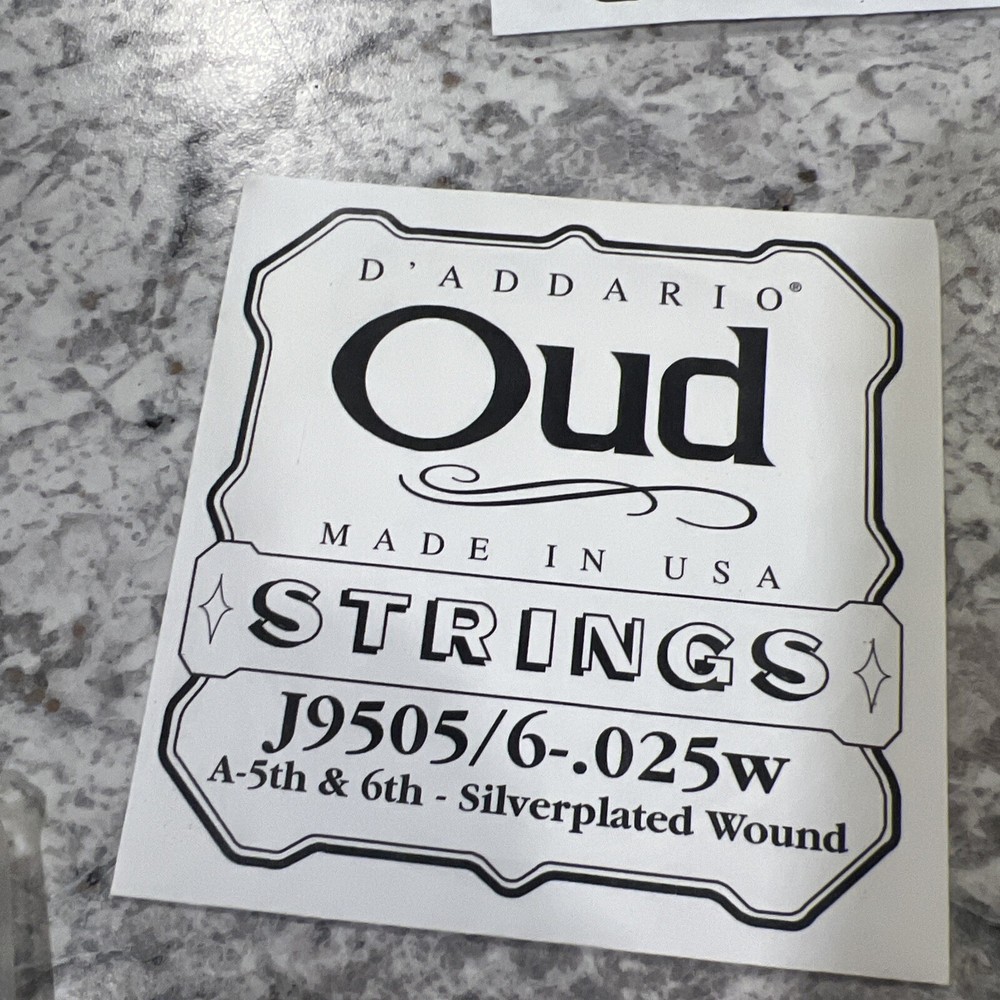 D'ADDARIO®
Oud
MADE IN USA
STRINGS
J9505/6-.025w
A-5th & 6th - Silverplated Wound